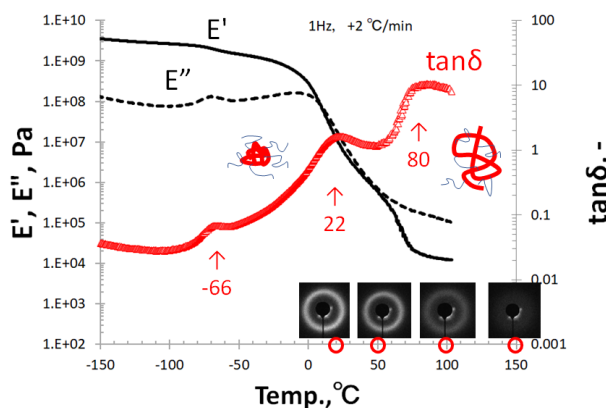 1Hz, +2 °C/min
E'
E”
tanδ
80
22
-66
E', E", Pa
1.E+10
1.E+09
1.E+08
1.E+07
1.E+06
1.E+05
1.E+04
1.E+03
1.E+02
100
10
1
0.1
0.01
0.001
tanδ, -
-150 -100 -50 0 50 100 150
Temp.,℃